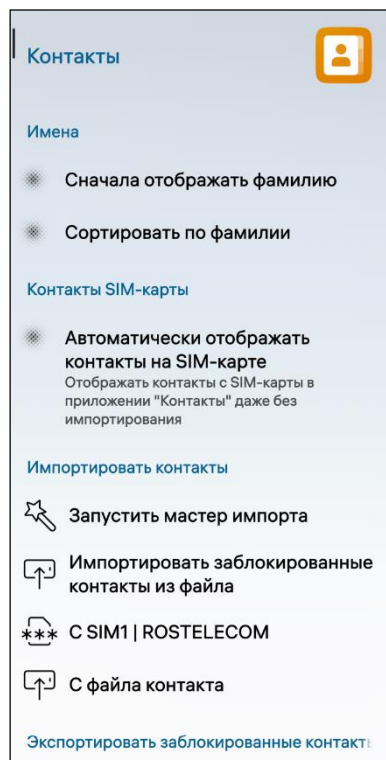 Контакты
Имена
Сначала отображать фамилию
Сортировать по фамилии
Контакты SIM-карты
Автоматически отображать
контакты на SIM-карте
Отображать контакты с SIM-карты в
приложении "Контакты" даже без
импортирования
Импортировать контакты
Запустить мастер импорта
Импортировать заблокированные
контакты из файла
С SIM1 | ROSTELECOM
С файла контакта
Экспортировать заблокированные контакт